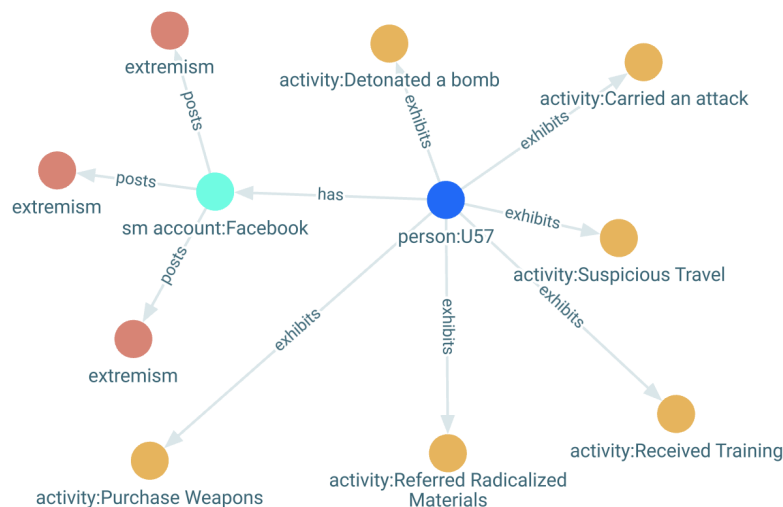 extremism
activity:Detonated a bomb
activity:Carried an attack
posts
exhibits
exhibits
posts
extremism
has
sm account:Facebook
person:U57
exhibits
activity:Suspicious Travel
posts
exhibits
exhibits
exhibits
extremism
activity:Received Training
activity:Purchase Weapons
activity:Referred Radicalized
Materials